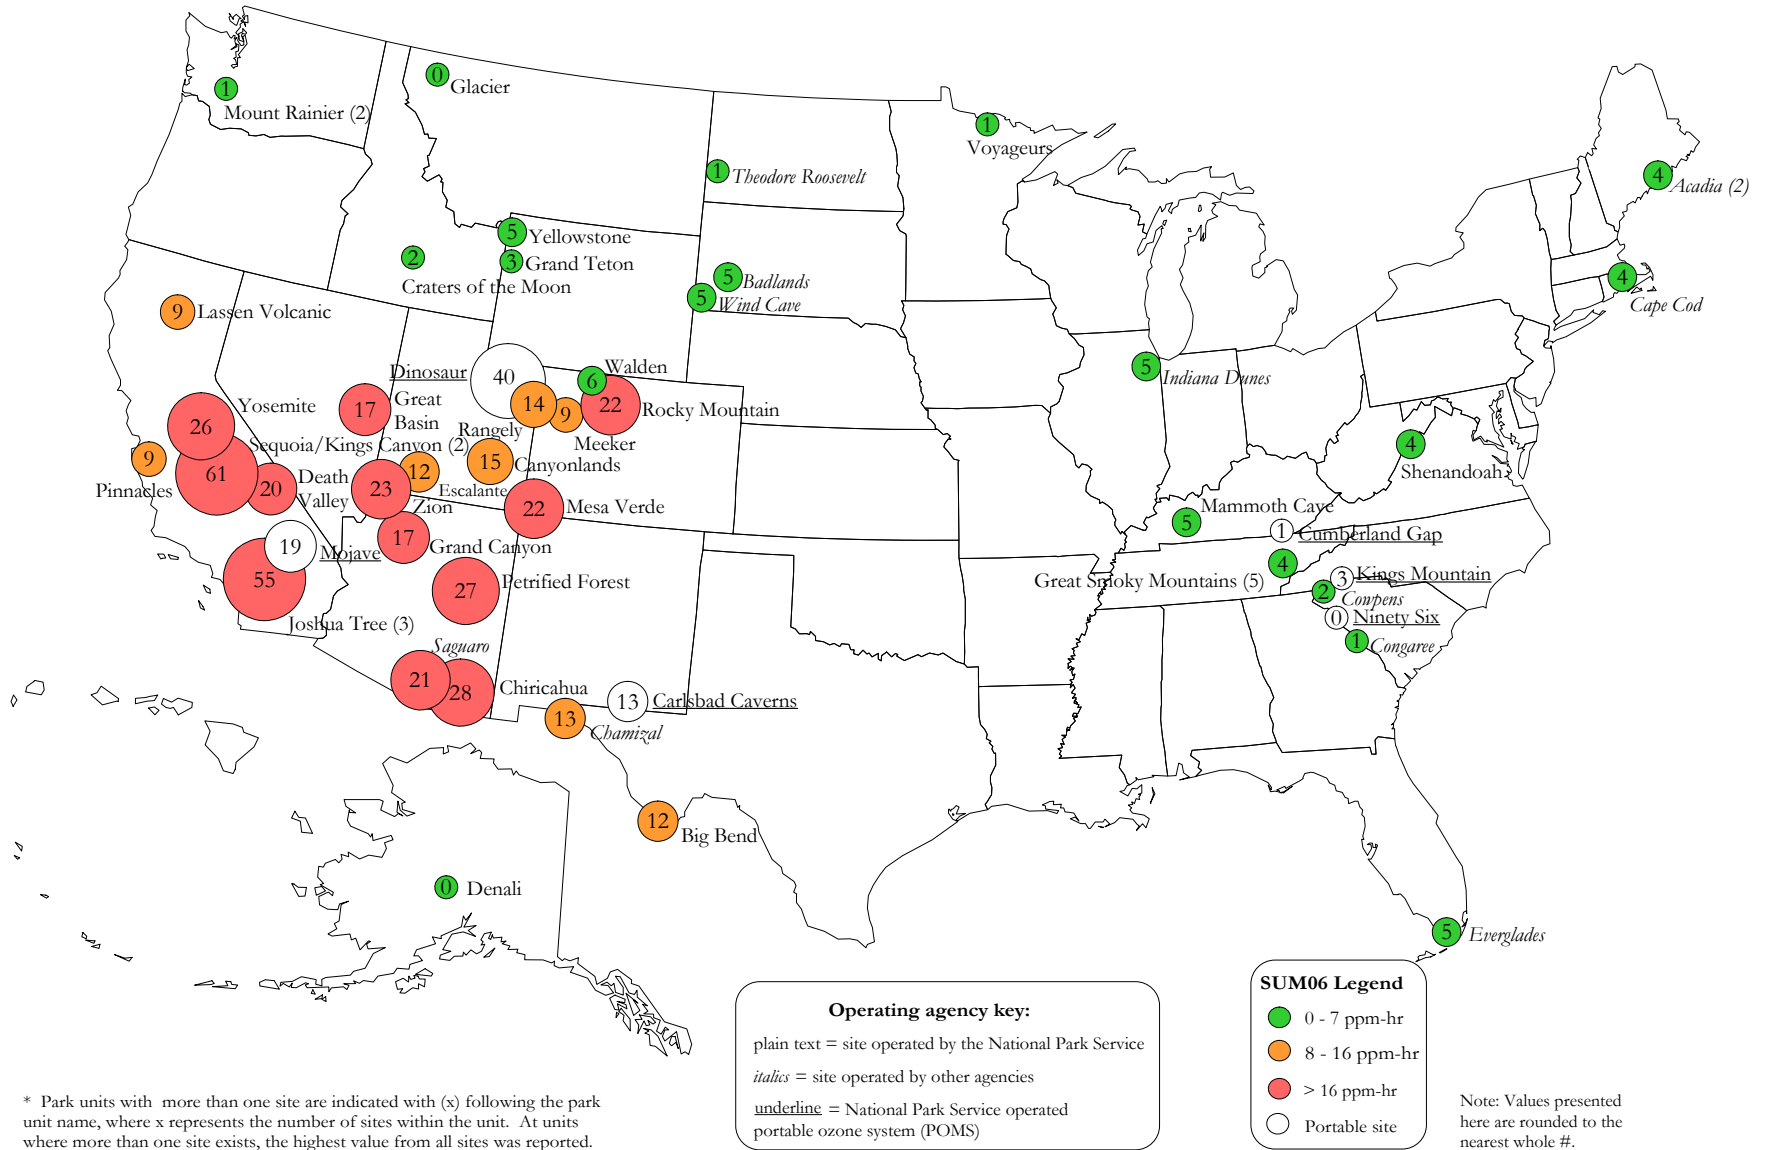 0
Glacier
1
Mount Rainier (2)
1
Voyageurs
1
Theodore Roosevelt
4
Acadia (2)
5
Yellowstone
3
Grand Teton
2
Craters of the Moon
5
Badlands
5
Wind Cave
4
Cape Cod
9
Lassen Volcanic
Dinosaur
40
6
Walden
5
Indiana Dunes
17
Great
Basin
14
Rangely
9
Meeker
22
Rocky Mountain
26
Yosemite
61
Sequoia/Kings Canyon (2)
9
Pinnacles
20
Death
Valley
12
Escalante
15
Canyonlands
23
Zion
22
Mesa Verde
17
Grand Canyon
4
Shenandoah
5
Mammoth Cave
1
Cumberland Gap
19
Mojave
55
Joshua Tree (3)
27
Petrified Forest
4
Great Smoky Mountains (5)
3
Kings Mountain
2
Cowpens
0
Ninety Six
1
Congaree
Saguaro
21
28
Chiricahua
13
Carlsbad Caverns
13
Chamizal
12
Big Bend
0
Denali
5
Everglades
Operating agency key:
plain text = site operated by the National Park Service
italics = site operated by other agencies
underline = National Park Service operated
portable ozone system (POMS)
SUM06 Legend
0 - 7 ppm-hr
8 - 16 ppm-hr
> 16 ppm-hr
Portable site
* Park units with more than one site are indicated with (x) following the park
unit name, where x represents the number of sites within the unit. At units
where more than one site exists, the highest value from all sites was reported.
Note: Values presented
here are rounded to the
nearest whole #.